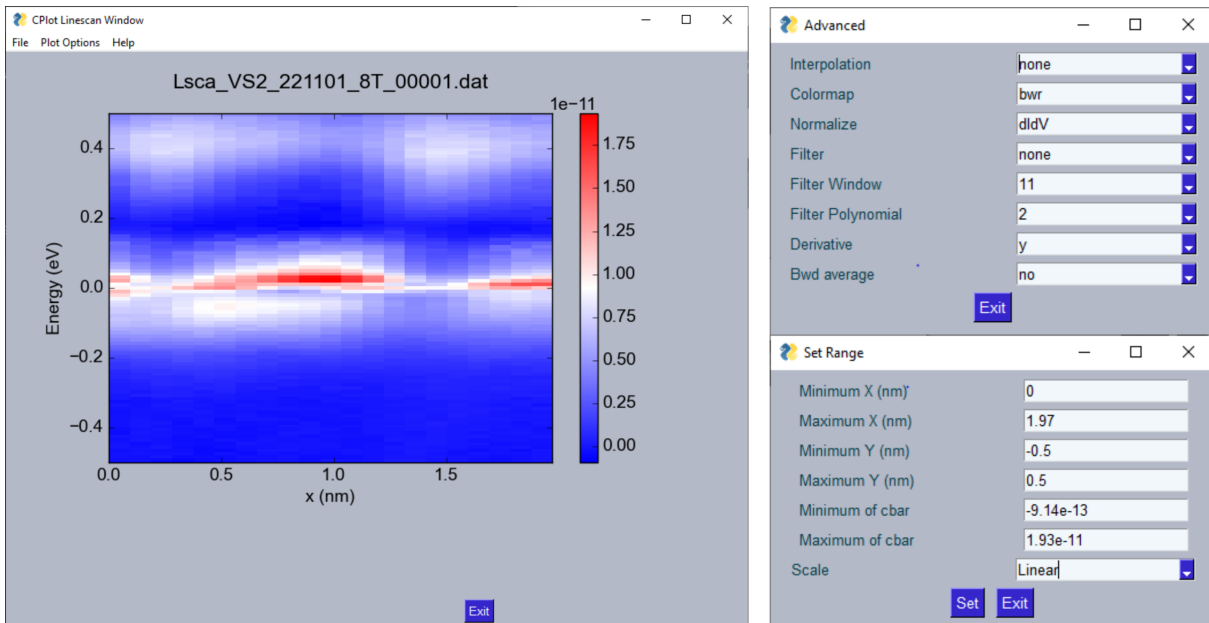 CPlot Linescan Window
File Plot Options Help
Lsca_VS2_221101_8T_00001.dat
1e−11
0.4
0.2
0.0
−0.2
−0.4
Energy (eV)
0.0 0.5 1.0 1.5
x (nm)
1.75
1.50
1.25
1.00
0.75
0.50
0.25
0.00
Exit
Advanced
Interpolation none
Colormap bwr
Normalize dIdV
Filter none
Filter Window 11
Filter Polynomial 2
Derivative y
Bwd average no
Exit
Set Range
Minimum X (nm) 0
Maximum X (nm) 1.97
Minimum Y (nm) -0.5
Maximum Y (nm) 0.5
Minimum of cbar -9.14e-13
Maximum of cbar 1.93e-11
Scale Linear
Set Exit